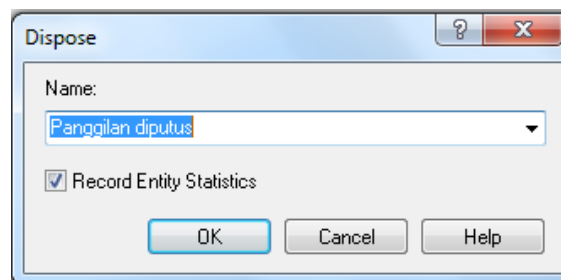 Dispose
Name:
Panggilan diputus
Record Entity Statistics
OK Cancel Help